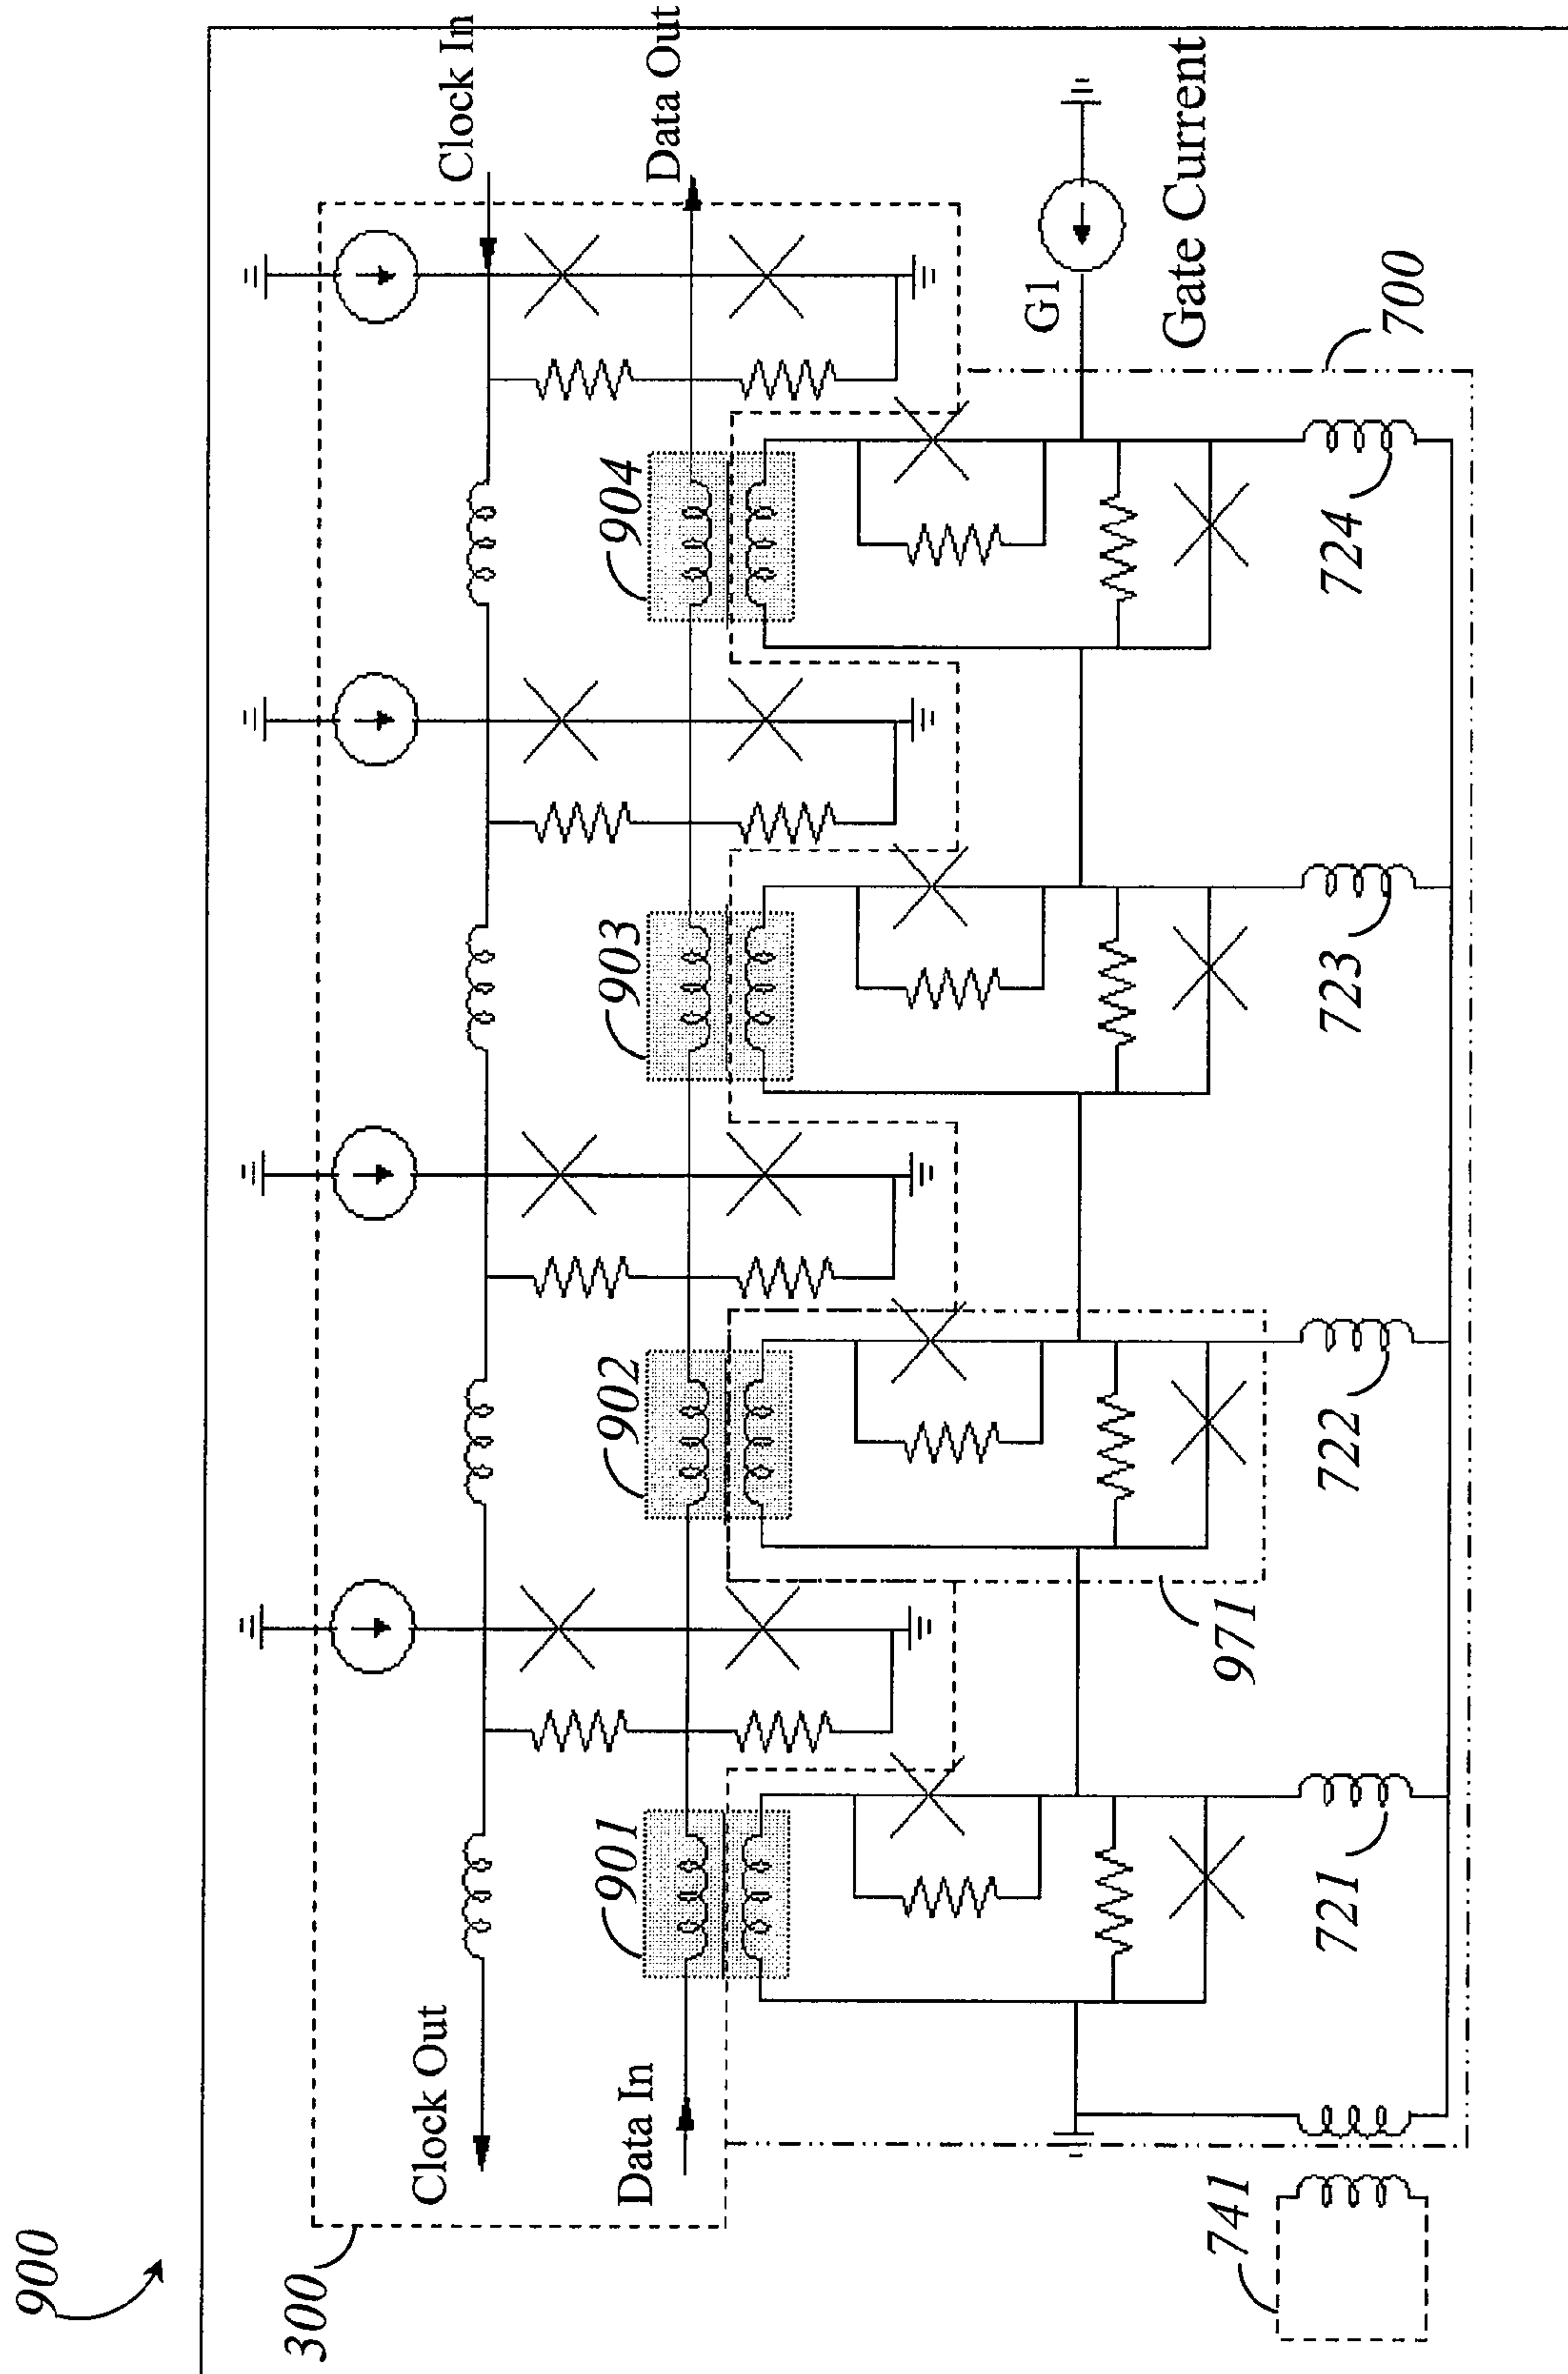 900
300
Clock Out
Clock In
Data In
Data Out
901
902
903
904
G1
Gate Current
971
700
741
721
722
723
724